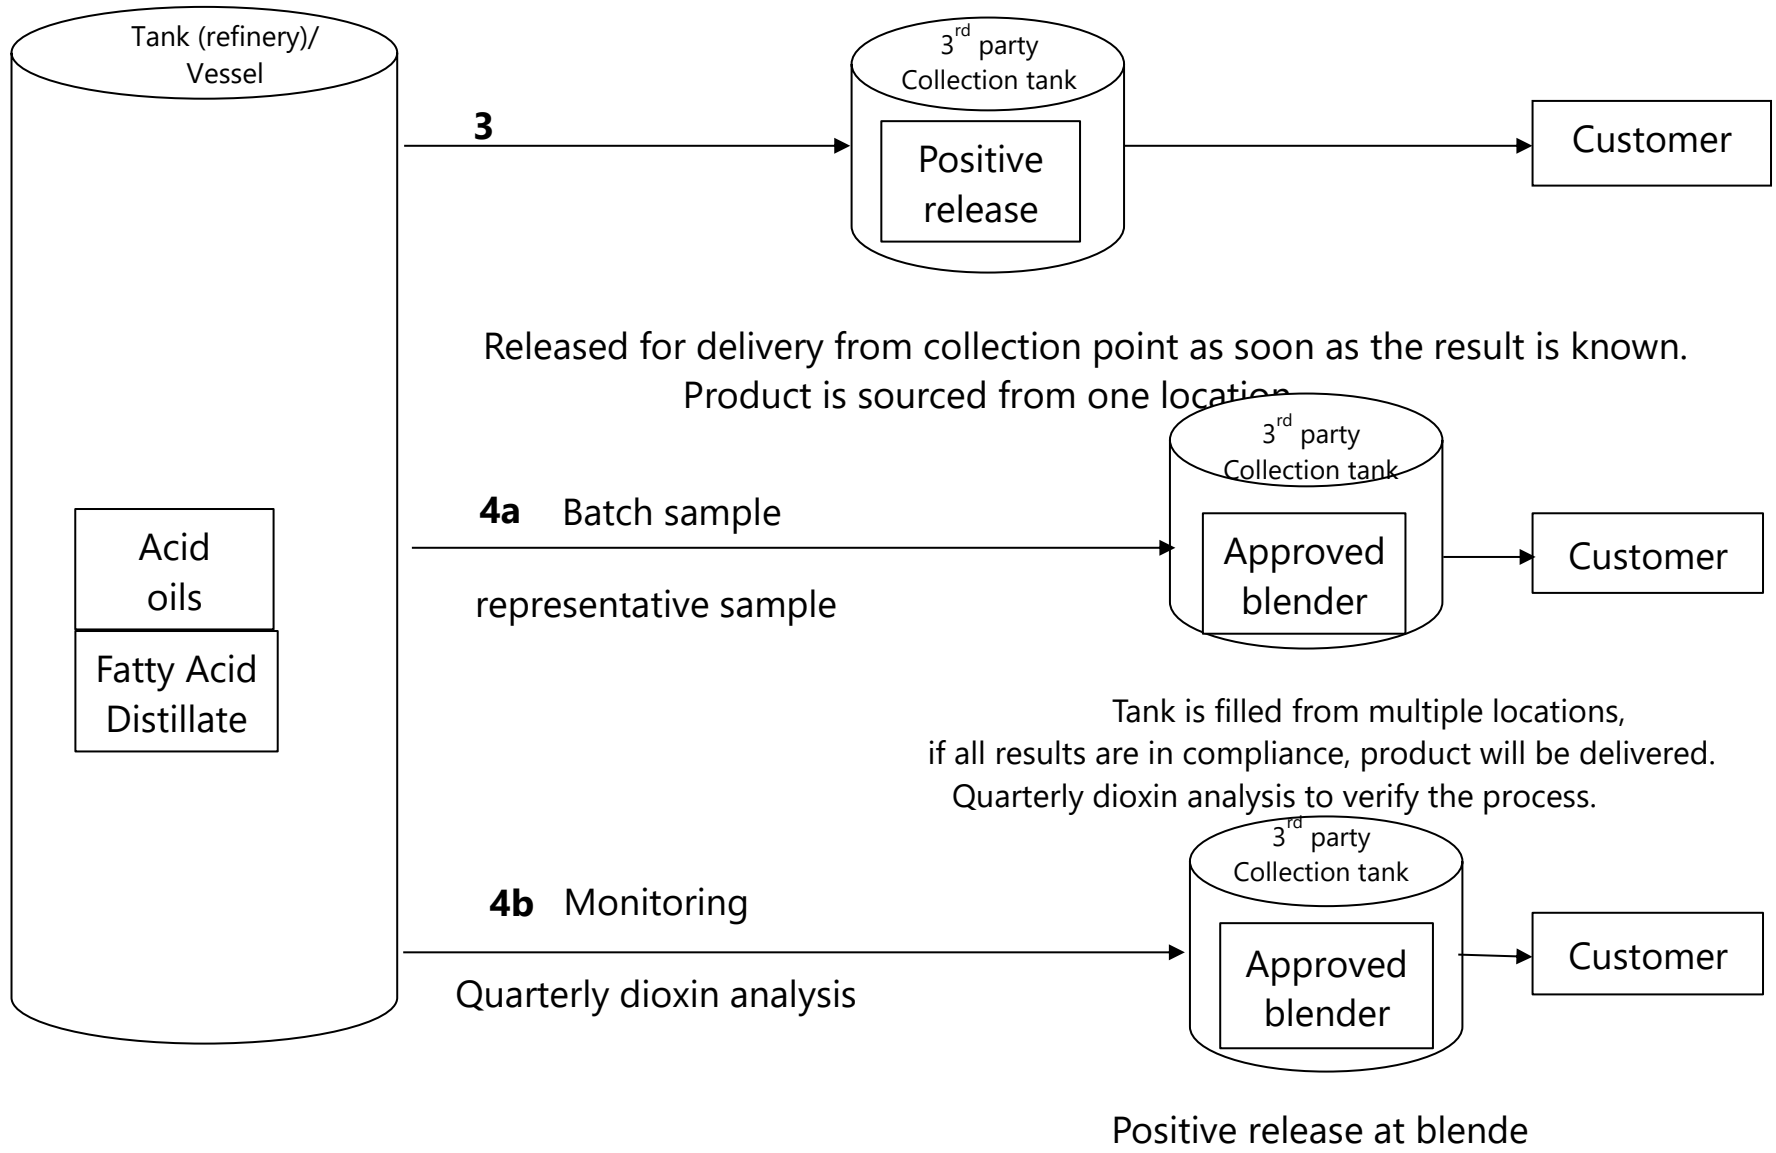 Tank (refinery)/
Vessel
3rd party
Collection tank
3
Positive
release
Customer
Released for delivery from collection point as soon as the result is known.
Product is sourced from one location
3rd party
Collection tank
4a Batch sample
representative sample
Acid
oils
Fatty Acid
Distillate
Approved
blender
Customer
Tank is filled from multiple locations,
if all results are in compliance, product will be delivered.
Quarterly dioxin analysis to verify the process.
3rd party
Collection tank
4b Monitoring
Quarterly dioxin analysis
Approved
blender
Customer
Positive release at blende